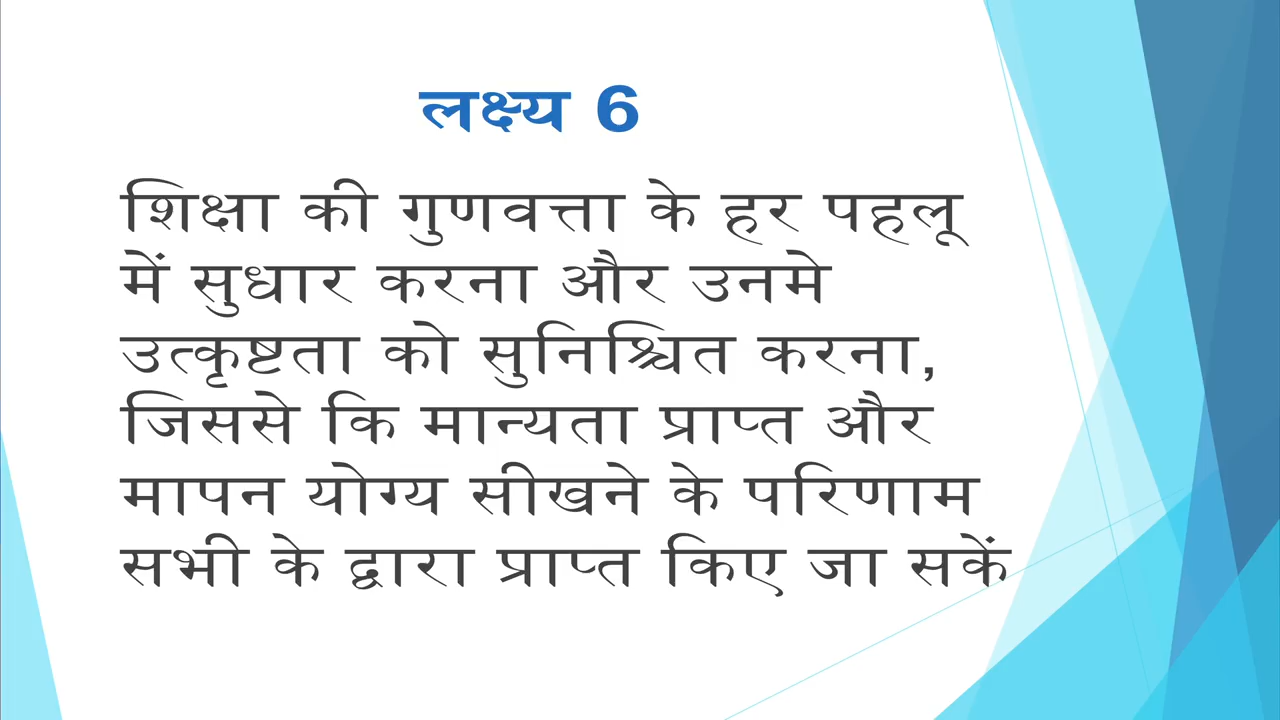 लक्ष्य 6
शिक्षा की गुणवत्ता के हर पहलू
में सुधार करना और उनमे
उत्कृष्टता को सुनिश्चित करना,
जिससे कि मान्यता प्राप्त और
मापन योग्य सीखने के परिणाम
सभी के द्वारा प्राप्त किए जा सकें